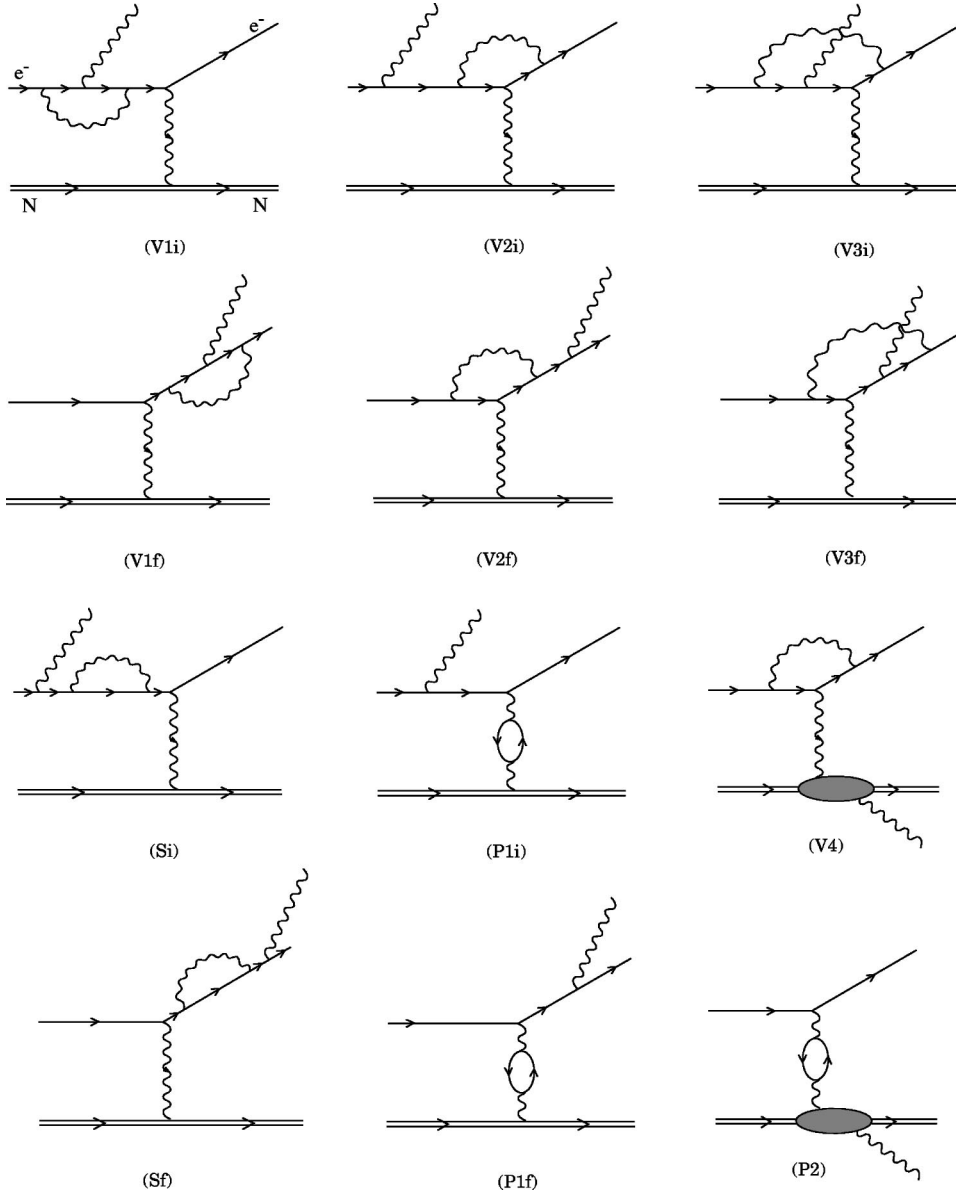 e⁻
e⁻
N
N
(V1i)
(V2i)
(V3i)
(V1f)
(V2f)
(V3f)
(Si)
(P1i)
(V4)
(Sf)
(P1f)
(P2)